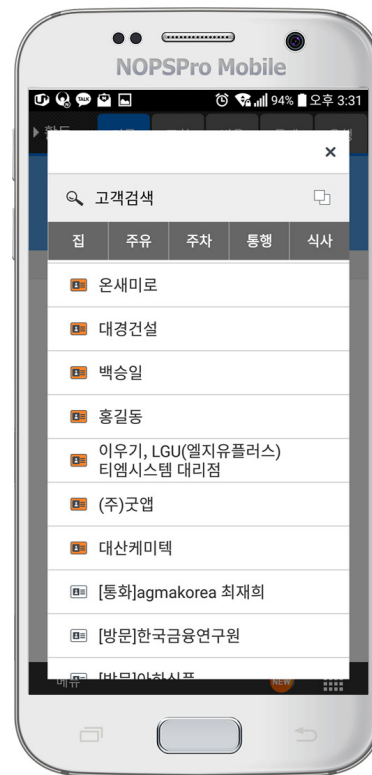 NOPSPro Mobile
TALK 94% 오후 3:31
×
고객검색
집 주유 주차 통행 식사
온새미로
대경건설
백승일
홍길동
이우기, LGU(엘지유플러스)
티엠시스템 대리점
(주)굿앱
대산케미텍
[통화]agmakorea 최재희
[방문]한국금융연구원
메뉴 NEW